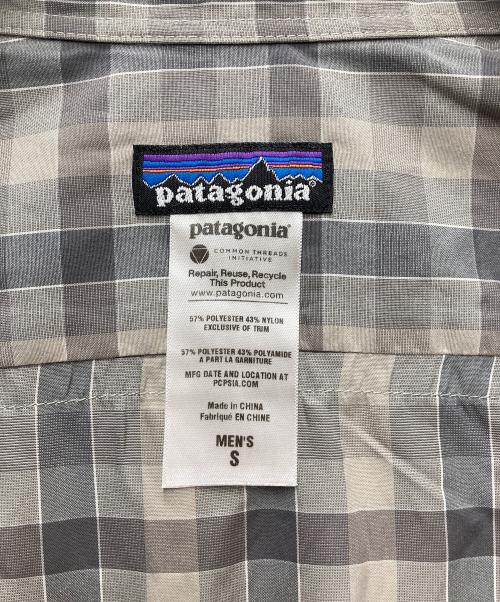 patagonia®
patagonia®
COMMON THREADS
INITIATIVE
Repair, Reuse, Recycle
This Product
www.patagonia.com
57% POLYESTER 43% NYLON
EXCLUSIVE OF TRIM
57% POLYESTER 43% POLYAMIDE
A PART LA GARNITURE
MFG DATE AND LOCATION AT
PCPSIA.COM
Made in CHINA
Fabriqué EN CHINE
MEN'S
S